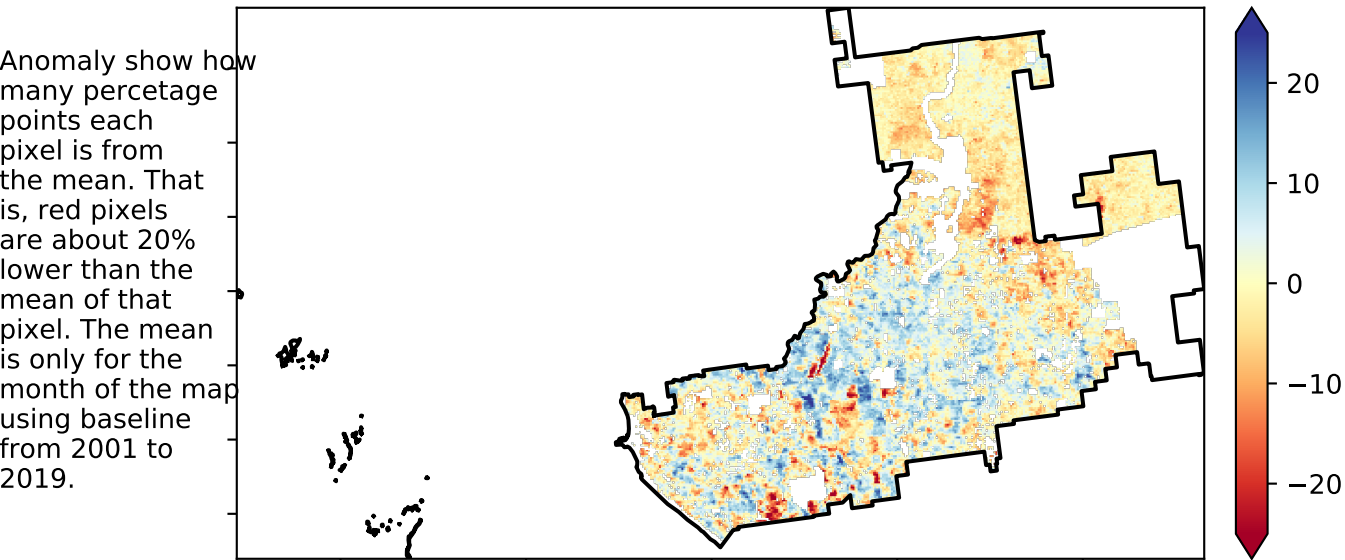 Anomaly show how
many percetage
points each
pixel is from
the mean. That
is, red pixels
are about 20%
lower than the
mean of that
pixel. The mean
is only for the
month of the map
using baseline
from 2001 to
2019.
20
10
0
−10
−20